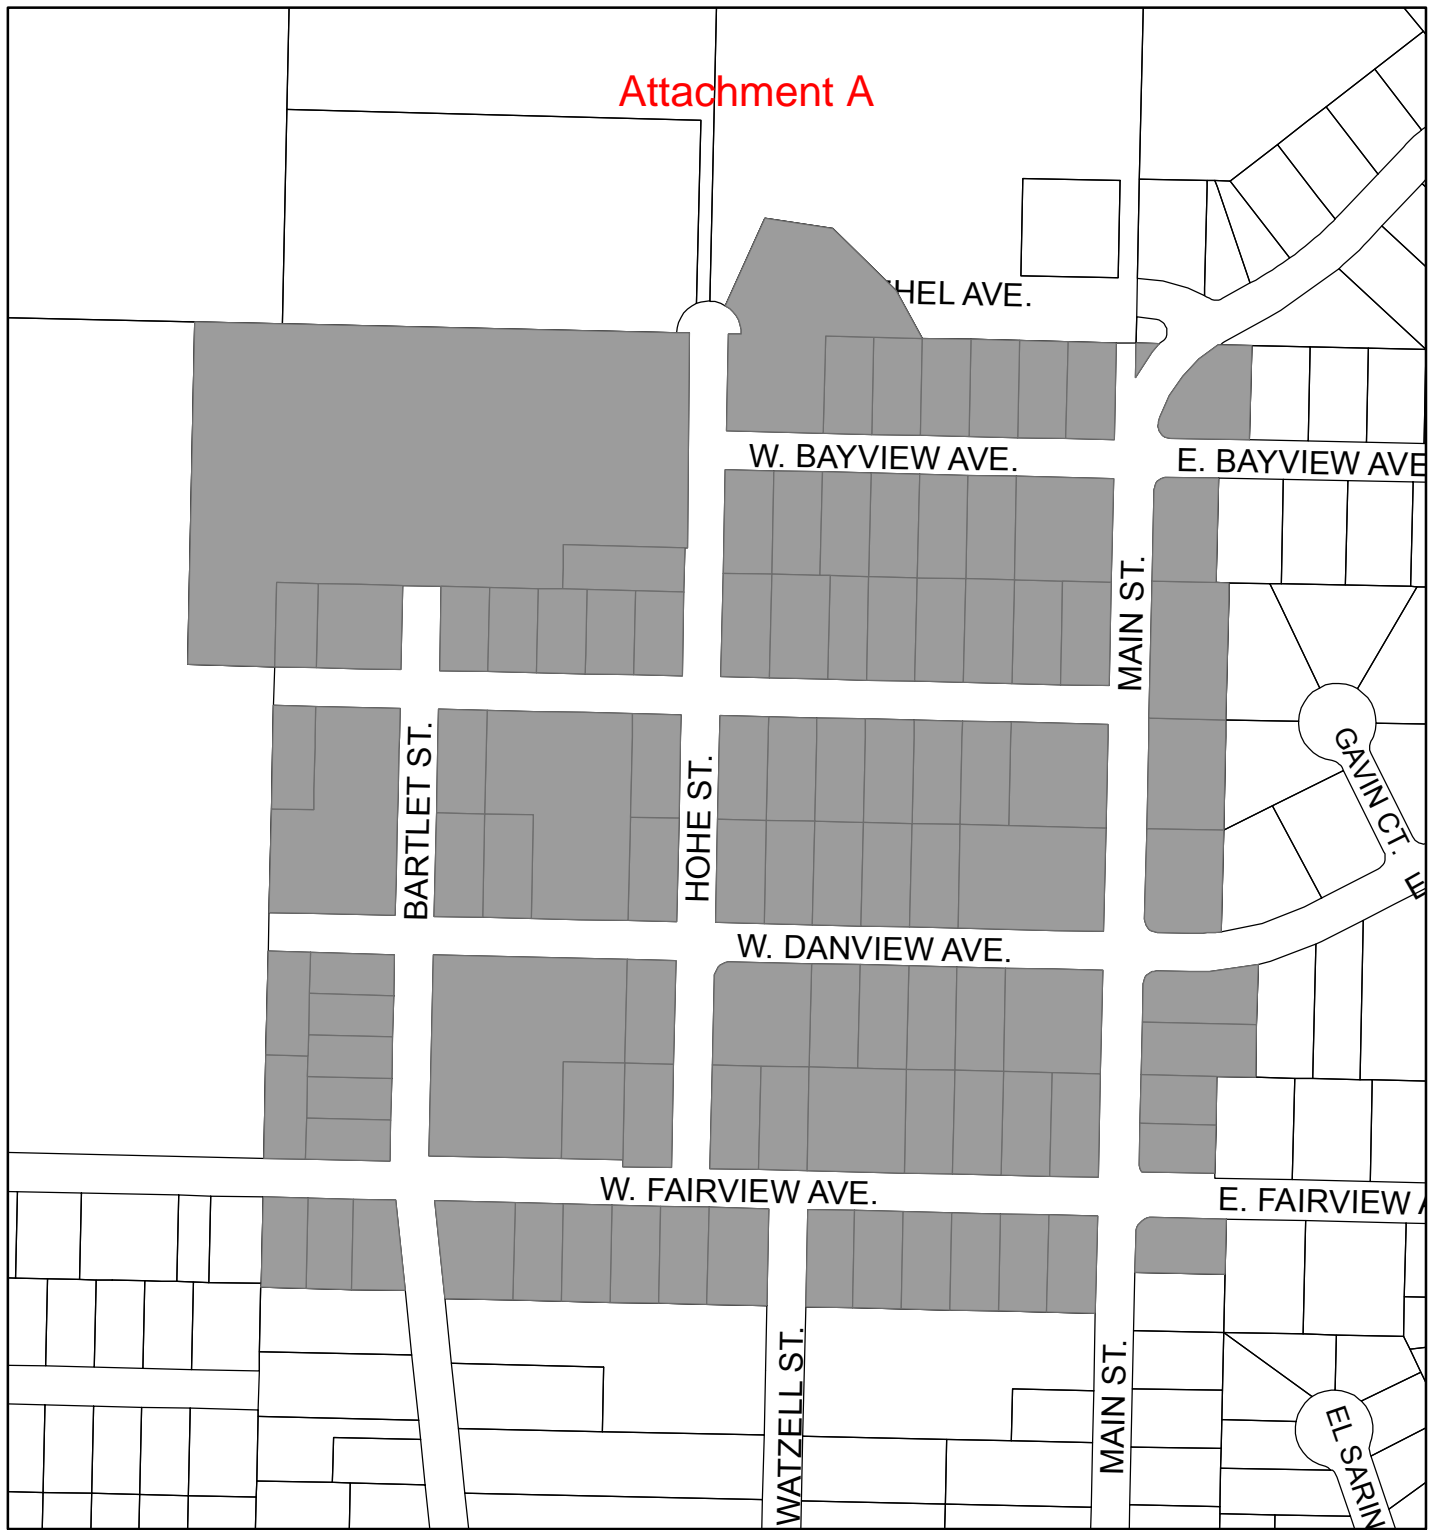 Attachment A
HEL AVE.
W. BAYVIEW AVE.
E. BAYVIEW AVE
MAIN ST.
GAVIN CT.
BARTLET ST.
HOHE ST.
E
W. DANVIEW AVE.
W. FAIRVIEW AVE.
E. FAIRVIEW A
WATZELL ST.
MAIN ST.
EL SARIN